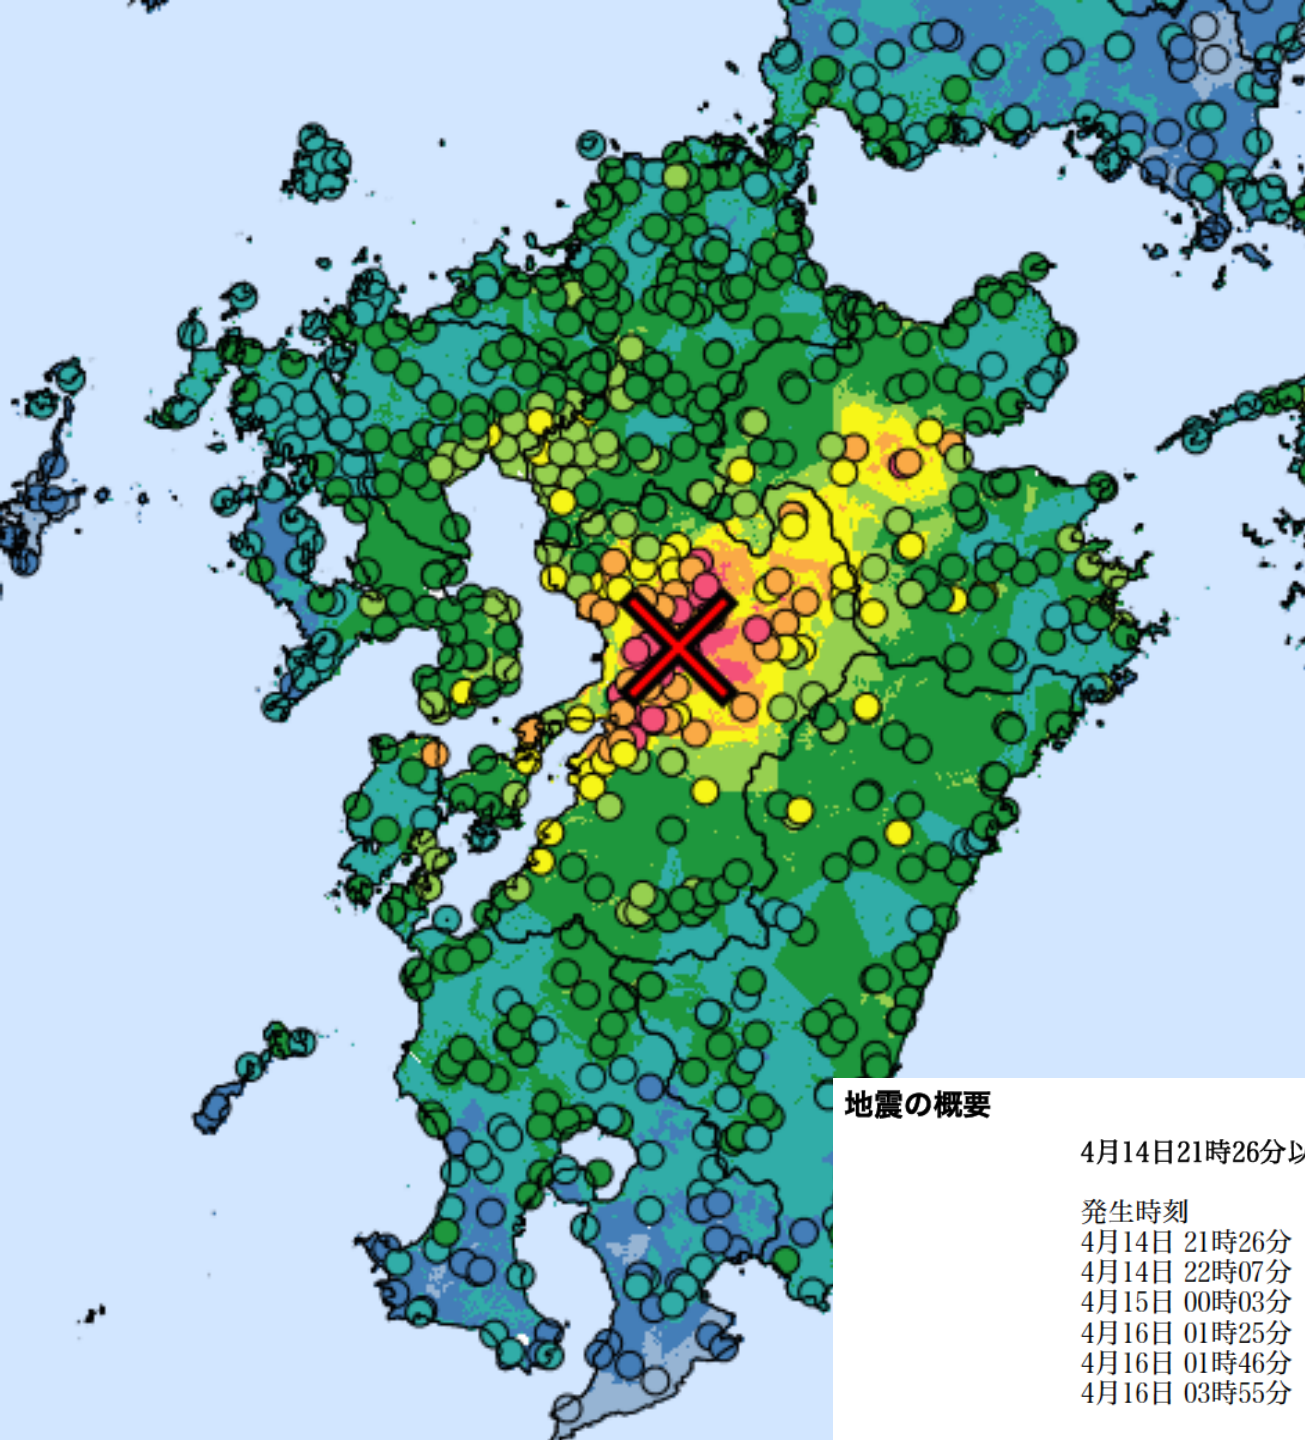 地震の概要
4月14日21時26分以
発生時刻
4月14日 21時26分
4月14日 22時07分
4月15日 00時03分
4月16日 01時25分
4月16日 01時46分
4月16日 03時55分